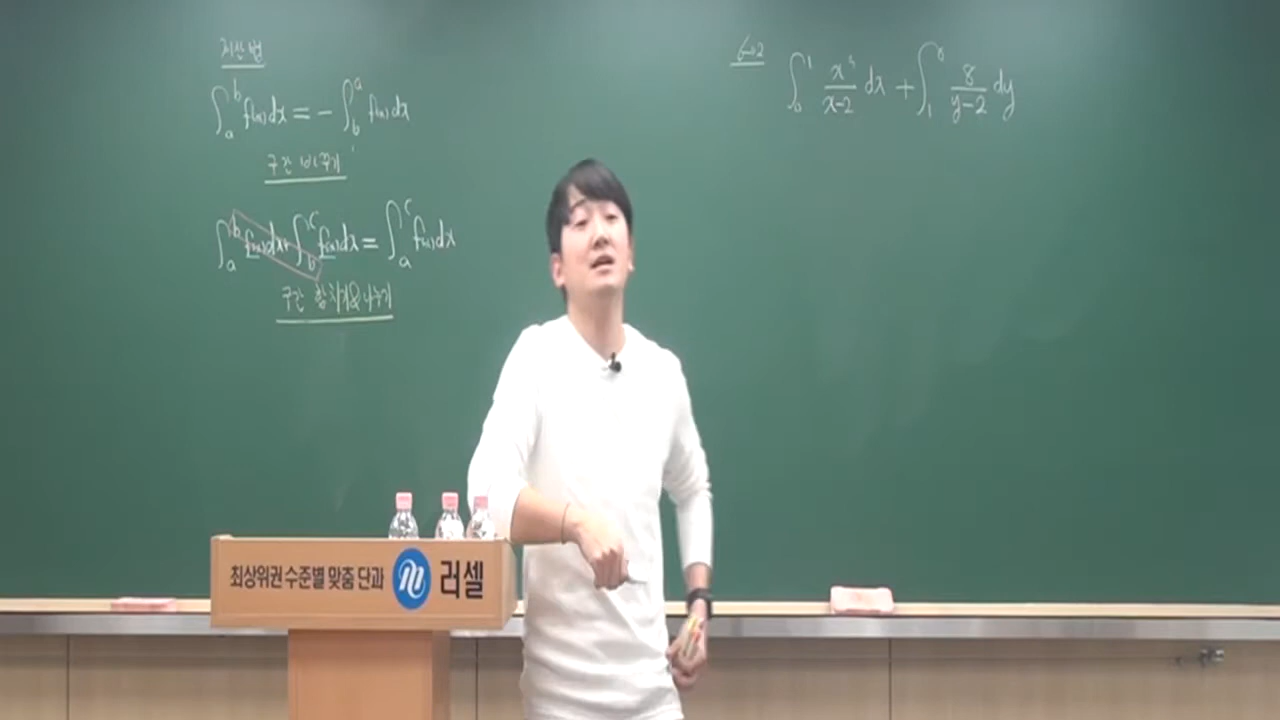 계산법
∫_a^b f(x)dx = - ∫_b^a f(x)dx
구간 바꾸기
∫_a^b f(x)dx + ∫_b^c f(x)dx = ∫_a^c f(x)dx
구간 합치기&나누기
6-2
∫_0^1 x³/(x-2) dx + ∫_1^0 8/(y-2) dy
최상위권 수준별 맞춤 단과 m 러셀